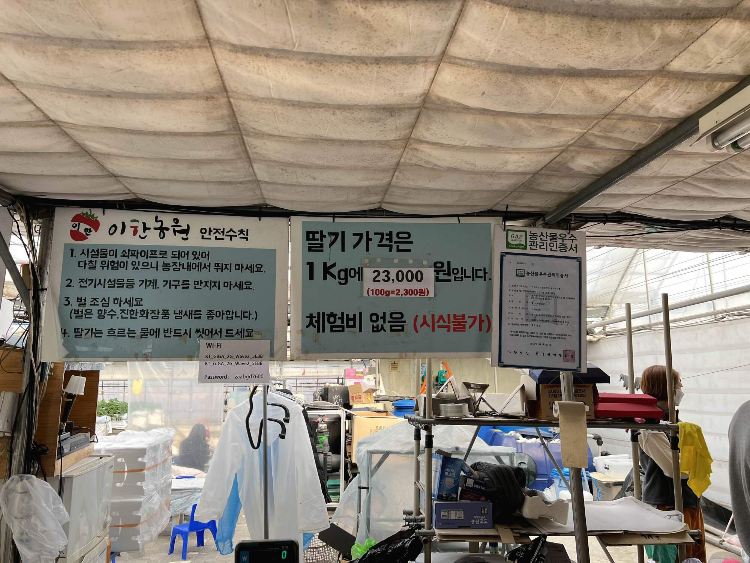 이안
이한농원 안전수칙
1. 시설물이 쇠파이프로 되어 있어
다칠 위험이 있으니 농장내에서 뛰지 마세요.
2. 전기시설물등 기계, 기구를 만지지 마세요.
3. 벌 조심 하세요
(벌은 향수,진한화장품 냄새를 좋아합니다.)
4. 딸기는 흐르는 물에 반드시 씻어서 드세요.
딸기 가격은
1Kg에 23,000 원입니다.
(100g=2,300원)
체험비 없음 (시식불가)
GAP
농산물우수
관리인증서
Wi-Fi
Password:
0